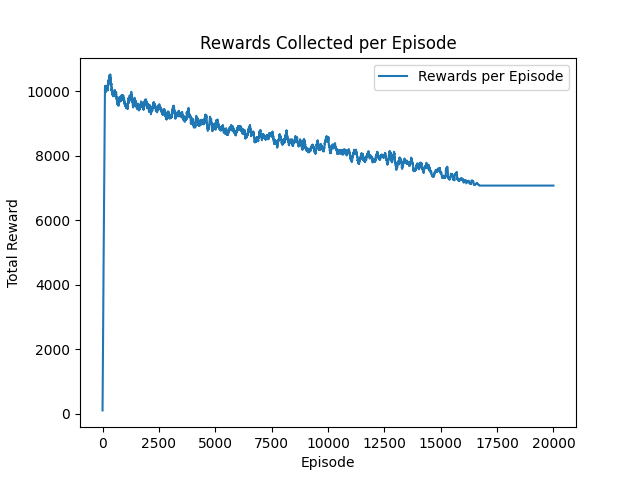 Rewards Collected per Episode
Rewards per Episode
10000
8000
6000
4000
2000
0
Total Reward
0 2500 5000 7500 10000 12500 15000 17500 20000
Episode